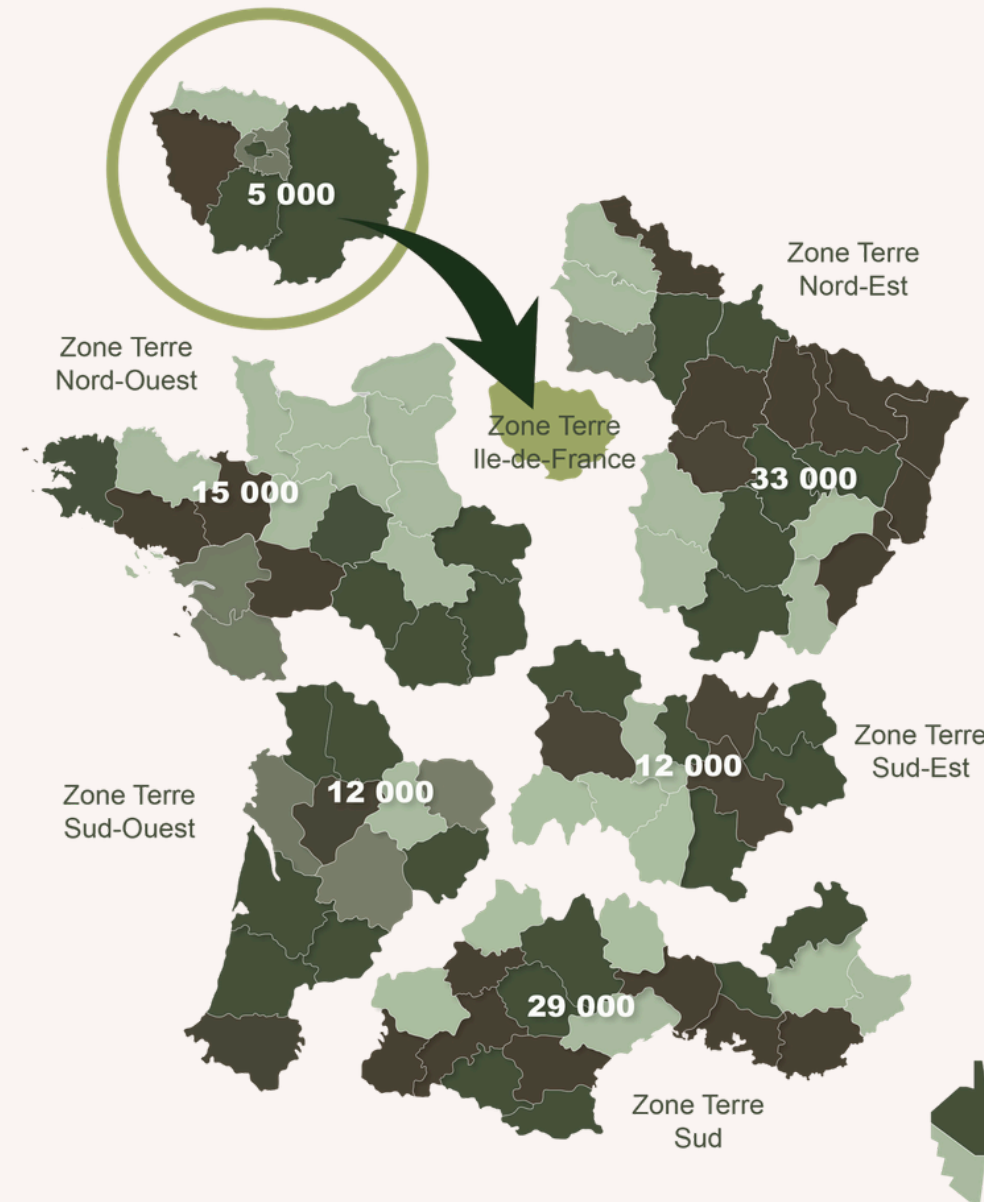 5 000
Zone Terre
Nord-Est
Zone Terre
Nord-Ouest
Zone Terre
Ile-de-France
15 000
33 000
Zone Terre
Sud-Est
12 000
Zone Terre
Sud-Ouest
12 000
29 000
Zone Terre
Sud